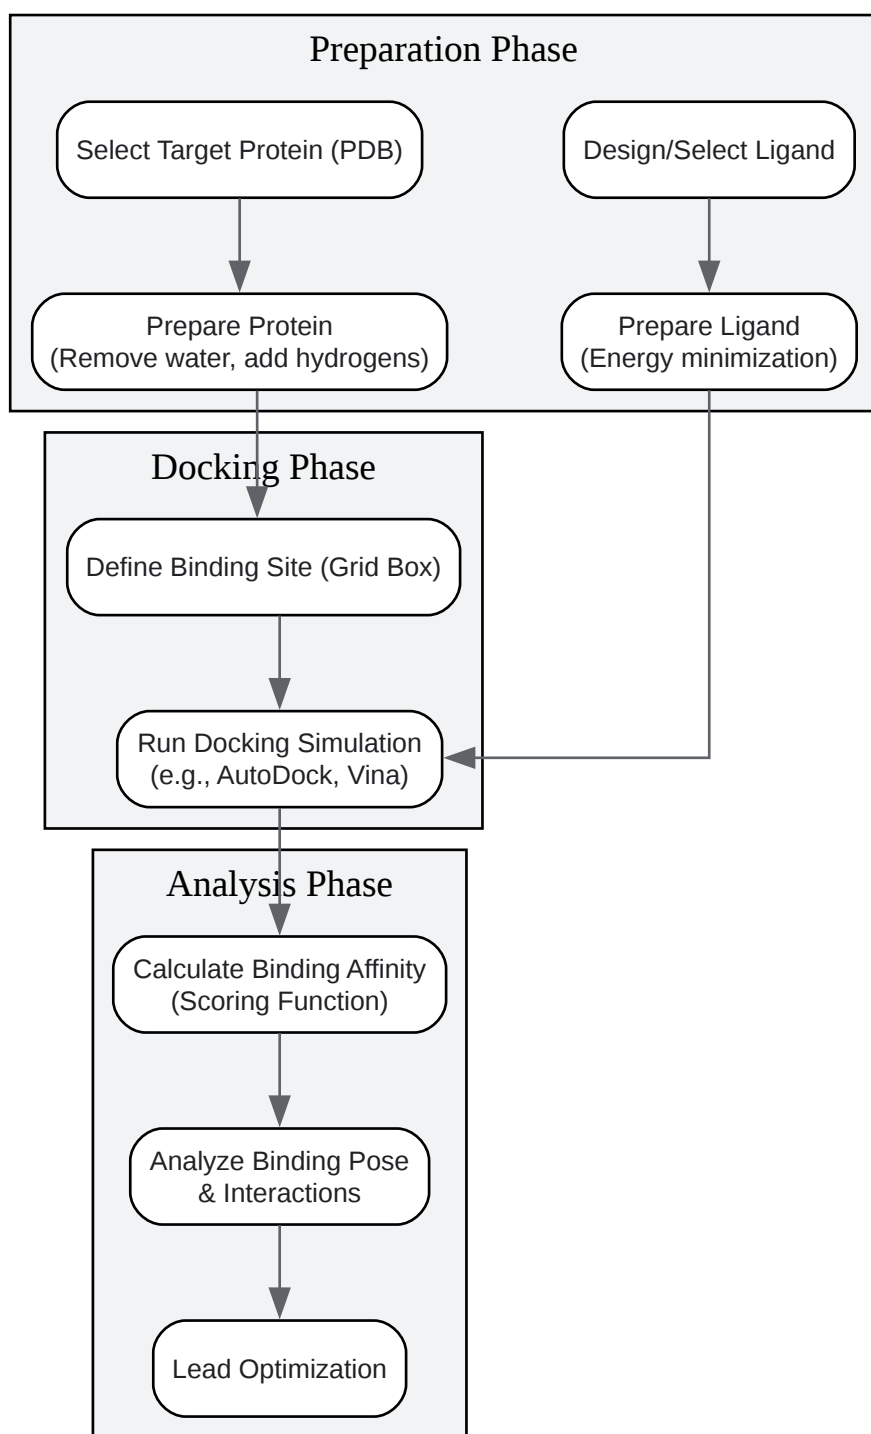 Preparation Phase
Select Target Protein (PDB)
Design/Select Ligand
Prepare Protein
(Remove water, add hydrogens)
Prepare Ligand
(Energy minimization)
Docking Phase
Define Binding Site (Grid Box)
Run Docking Simulation
(e.g., AutoDock, Vina)
Analysis Phase
Calculate Binding Affinity
(Scoring Function)
Analyze Binding Pose
& Interactions
Lead Optimization